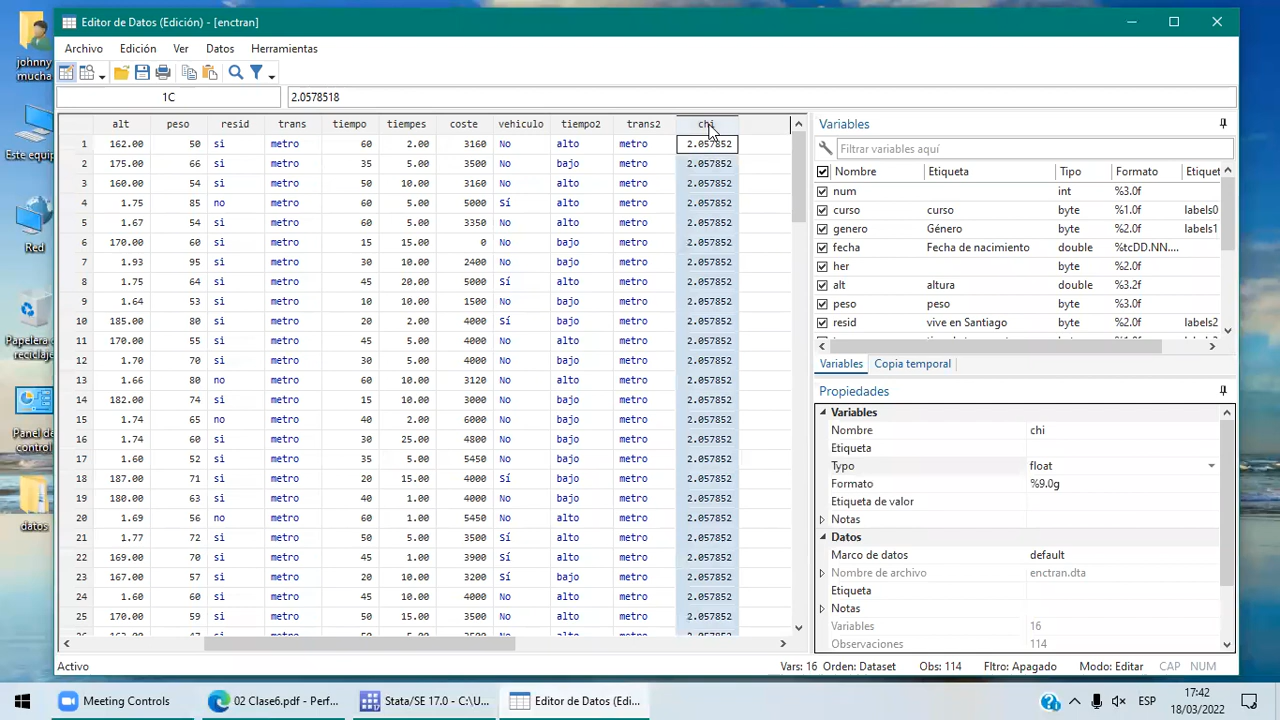 Editor de Datos (Edición) - [enctran]
Archivo Edición Ver Datos Herramientas
1C 2.0578518
alt peso resid trans tiempo tiempes coste vehiculo tiempo2 trans2 chi
1 162.00 50 si metro 60 2.00 3160 No alto metro 2.057852
2 175.00 66 si metro 35 5.00 3500 No bajo metro 2.057852
3 160.00 54 si metro 50 10.00 3160 No alto metro 2.057852
4 1.75 85 no metro 60 5.00 5000 Sí alto metro 2.057852
5 1.67 54 si metro 60 5.00 3350 No alto metro 2.057852
6 170.00 60 si metro 15 15.00 0 No bajo metro 2.057852
7 1.93 95 si metro 30 10.00 2400 No bajo metro 2.057852
8 1.75 64 si metro 45 20.00 5000 Sí alto metro 2.057852
9 1.64 53 si metro 10 10.00 1500 No bajo metro 2.057852
10 185.00 80 si metro 20 2.00 4000 Sí bajo metro 2.057852
11 170.00 55 si metro 45 5.00 4000 No alto metro 2.057852
12 1.70 70 si metro 30 5.00 4000 No bajo metro 2.057852
13 1.66 80 no metro 60 10.00 3120 No alto metro 2.057852
14 182.00 74 si metro 15 10.00 3000 No bajo metro 2.057852
15 1.74 65 no metro 40 2.00 6000 No alto metro 2.057852
16 1.74 60 si metro 30 25.00 4800 No bajo metro 2.057852
17 1.60 52 si metro 35 5.00 5450 No bajo metro 2.057852
18 187.00 71 si metro 20 15.00 4000 Sí bajo metro 2.057852
19 180.00 63 si metro 40 1.00 4000 No alto metro 2.057852
20 1.69 56 no metro 60 1.00 5450 No alto metro 2.057852
21 1.77 72 si metro 50 5.00 3500 Sí alto metro 2.057852
22 169.00 70 si metro 45 1.00 3900 Sí alto metro 2.057852
23 167.00 57 si metro 20 10.00 3200 Sí bajo metro 2.057852
24 1.60 60 si metro 45 10.00 4000 No alto metro 2.057852
25 170.00 59 si metro 50 15.00 3500 No alto metro 2.057852
Variables
Filtrar variables aquí
Nombre Etiqueta Tipo Formato Etiquet
num int %3.0f
curso curso byte %1.0f labels0
genero Género byte %2.0f labels1
fecha Fecha de nacimiento double %tcDD.NN....
her byte %2.0f
alt altura double %3.2f
peso peso byte %3.0f
resid vive en Santiago byte %2.0f labels2
Variables Copia temporal
Propiedades
Variables
Nombre chi
Etiqueta
Typo float
Formato %9.0g
Etiqueta de valor
Notas
Datos
Marco de datos default
Nombre de archivo enctran.dta
Etiqueta
Notas
Variables 16
Observaciones 114
Activo Vars: 16 Orden: Dataset Obs: 114 Fltro: Apagado Modo: Editar CAP NUM
johnny
mucha
Este equip
Red
Papelera
reciclaje
Panel de
control
datos
Meeting Controls 02 Clase6.pdf - Perf... Stata/SE 17.0 - C:\U... Editor de Datos (Edi... ESP 17:42
18/03/2022